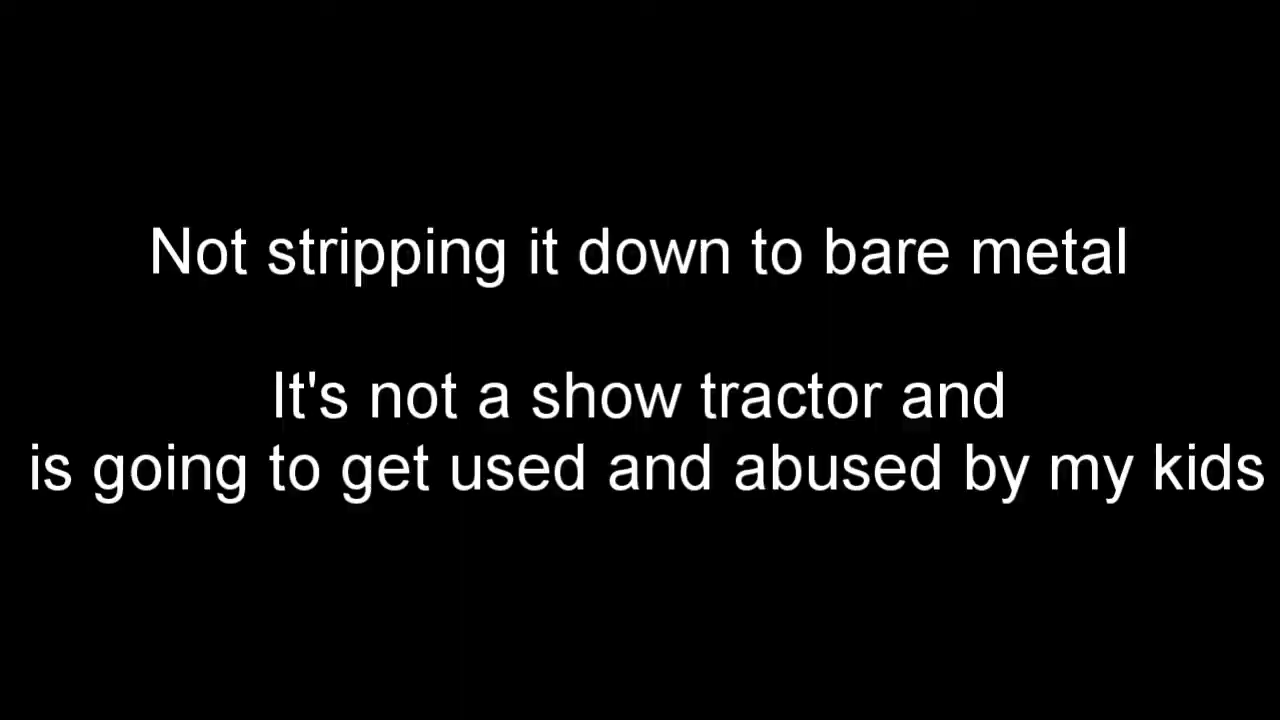 Not stripping it down to bare metal
It's not a show tractor and
is going to get used and abused by my kids